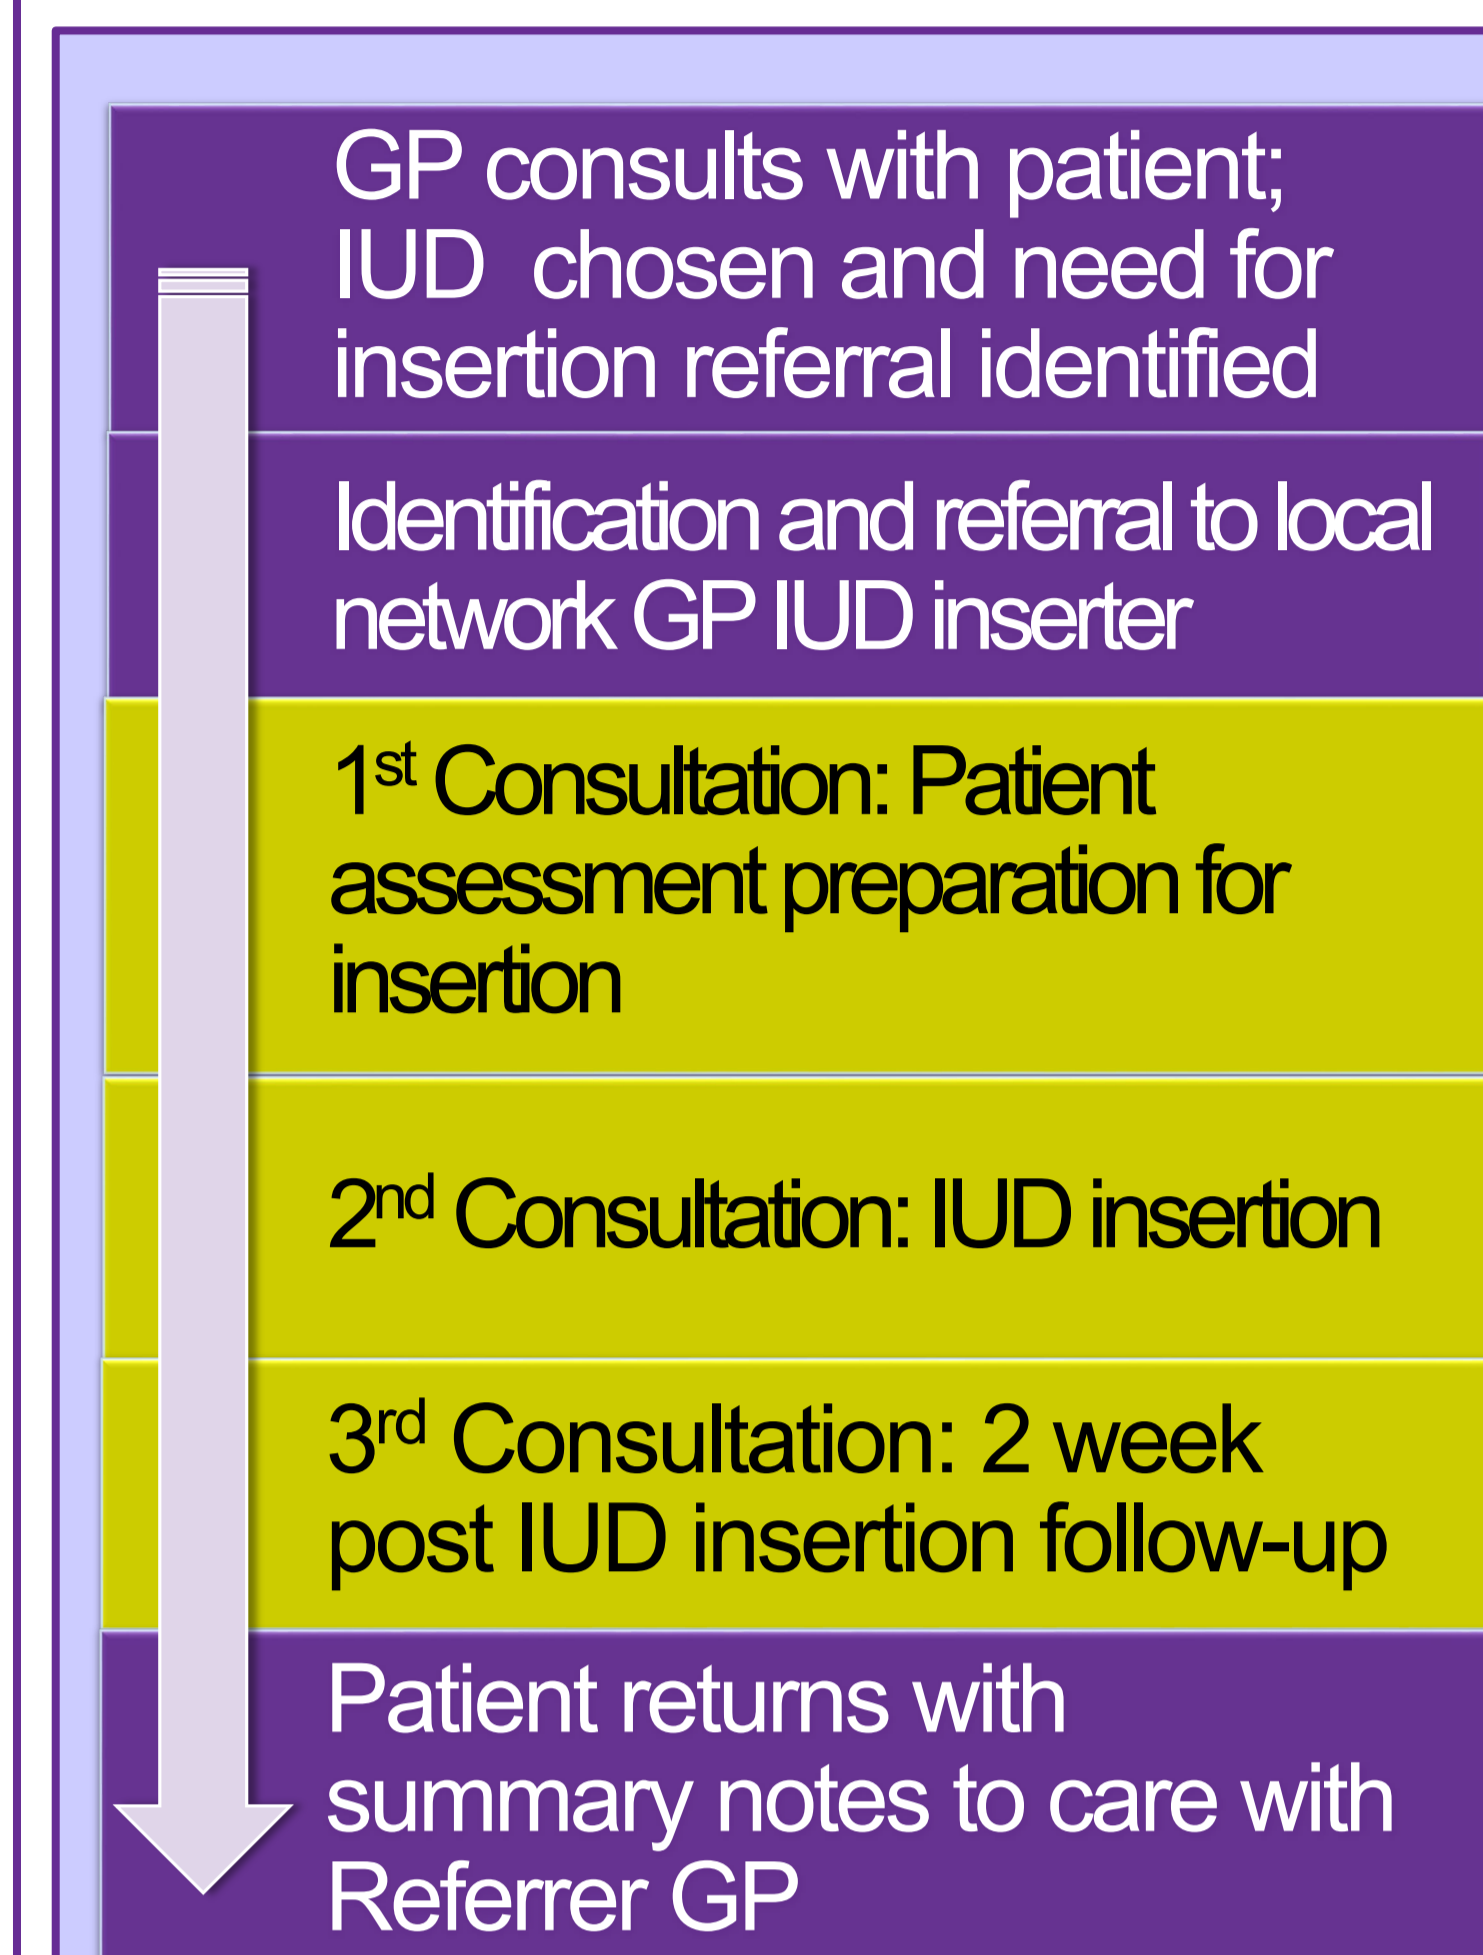 GP consults with patient;
IUD  chosen and need for
insertion referral identified
Identification and referral to local
network GP IUD inserter
1st Consultation: Patient
assessment preparation for
insertion
2nd Consultation: IUD insertion
3rd Consultation: 2 week
post IUD insertion follow-up
Patient returns with
summary notes to care with
Referrer GP